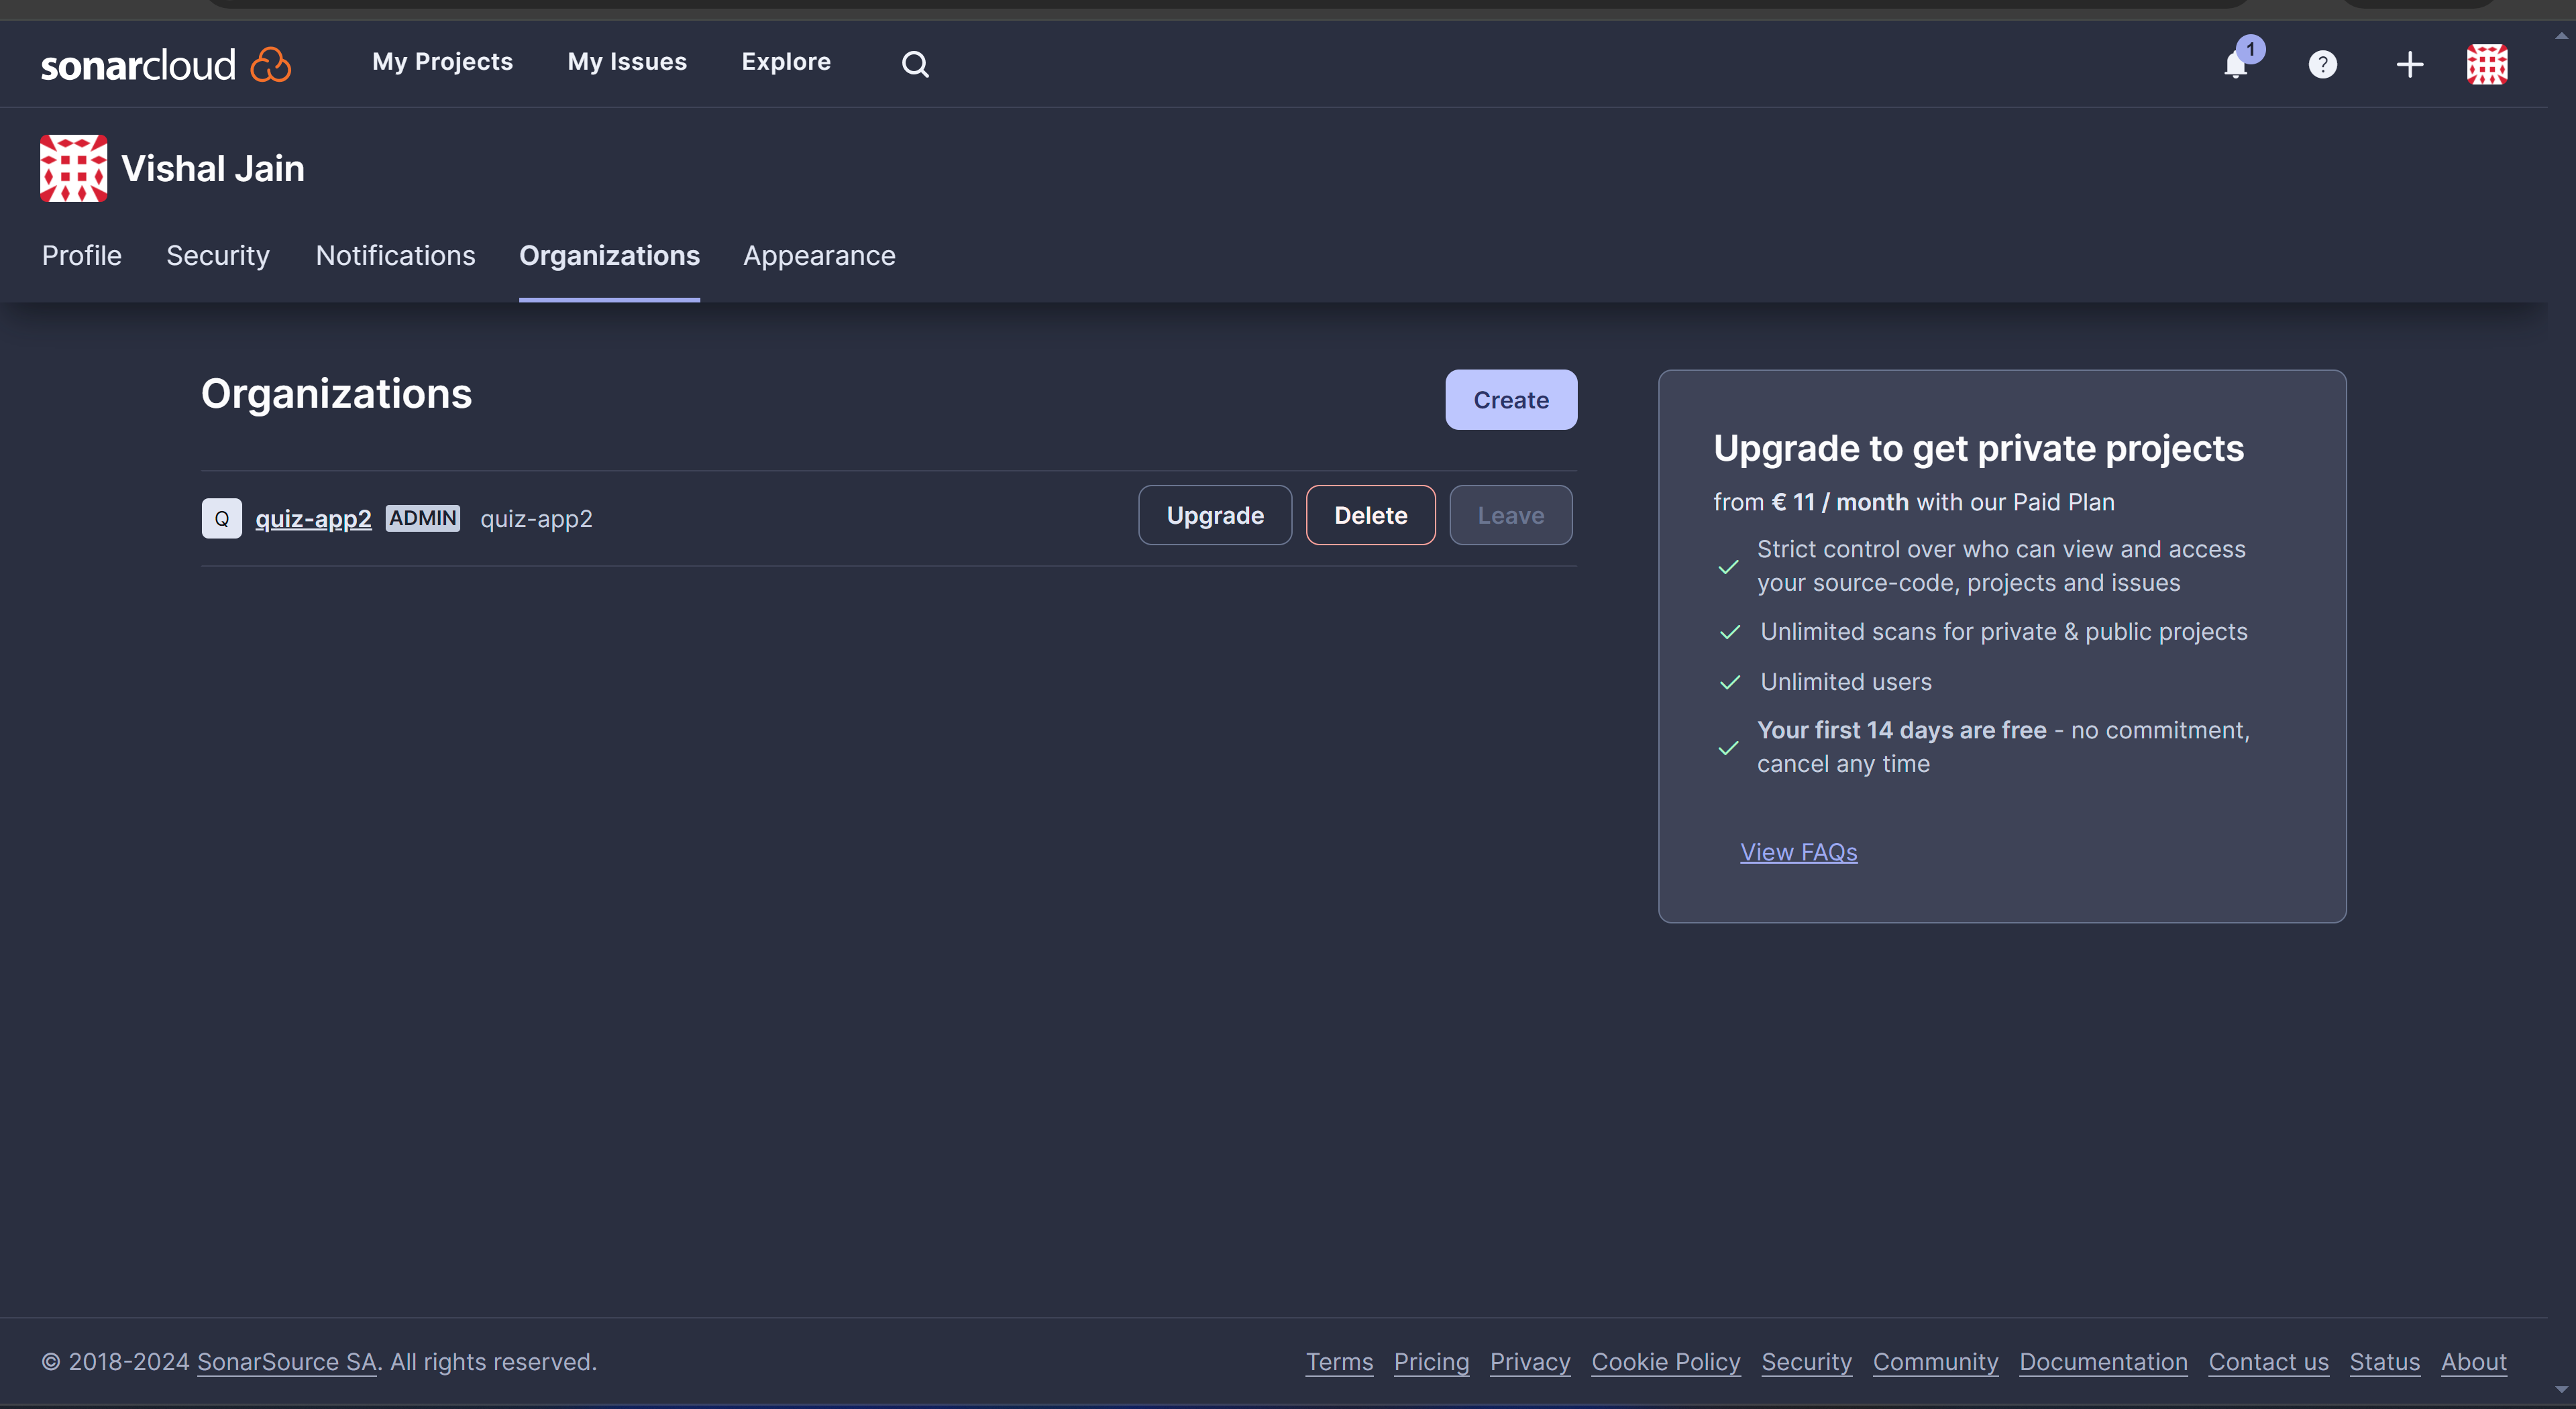 sonarcloud My Projects My Issues Explore 1 ?
Vishal Jain
Profile Security Notifications Organizations Appearance
Organizations Create
Q quiz-app2 ADMIN quiz-app2 Upgrade Delete Leave
Upgrade to get private projects
from € 11 / month with our Paid Plan
Strict control over who can view and access
your source-code, projects and issues
Unlimited scans for private & public projects
Unlimited users
Your first 14 days are free - no commitment,
cancel any time
View FAQs
© 2018-2024 SonarSource SA. All rights reserved. Terms Pricing Privacy Cookie Policy Security Community Documentation Contact us Status About